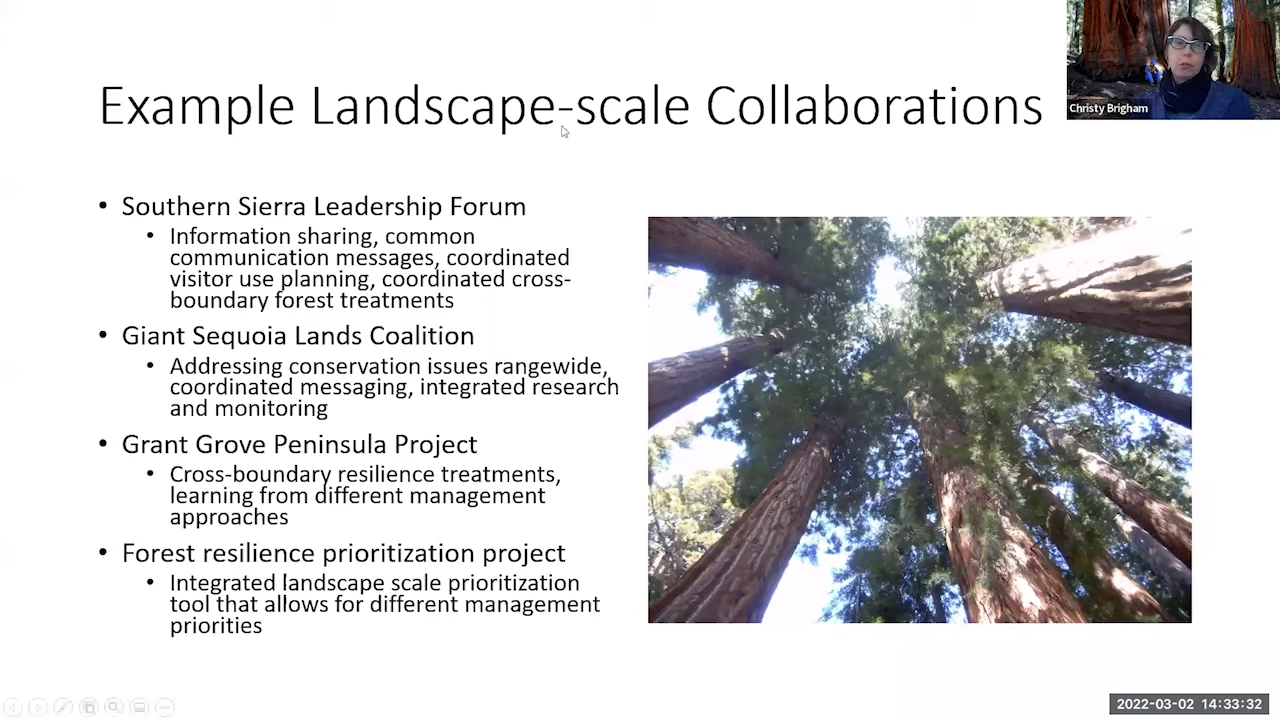 Example Landscape-scale Collaborations
Christy Brigham
• Southern Sierra Leadership Forum
• Information sharing, common
communication messages, coordinated
visitor use planning, coordinated cross-
boundary forest treatments
• Giant Sequoia Lands Coalition
• Addressing conservation issues rangewide,
coordinated messaging, integrated research
and monitoring
• Grant Grove Peninsula Project
• Cross-boundary resilience treatments,
learning from different management
approaches
• Forest resilience prioritization project
• Integrated landscape scale prioritization
tool that allows for different management
priorities
2022-03-02 14:33:32